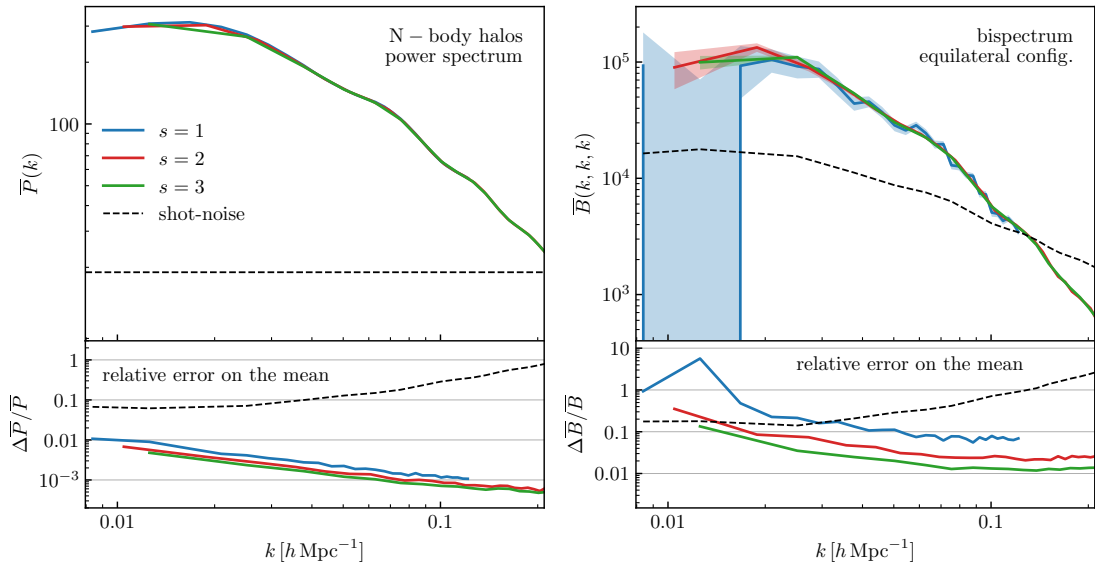 N − body halos
power spectrum
P̅(k)
100
s = 1
s = 2
s = 3
shot-noise
relative error on the mean
ΔP̅/P̅
1
0.1
0.01
10⁻³
0.01
0.1
k [h Mpc⁻¹]
bispectrum
equilateral config.
B̅(k, k, k)
10⁵
10⁴
10³
relative error on the mean
ΔB̅/B̅
10
1
0.1
0.01
0.01
0.1
k [h Mpc⁻¹]